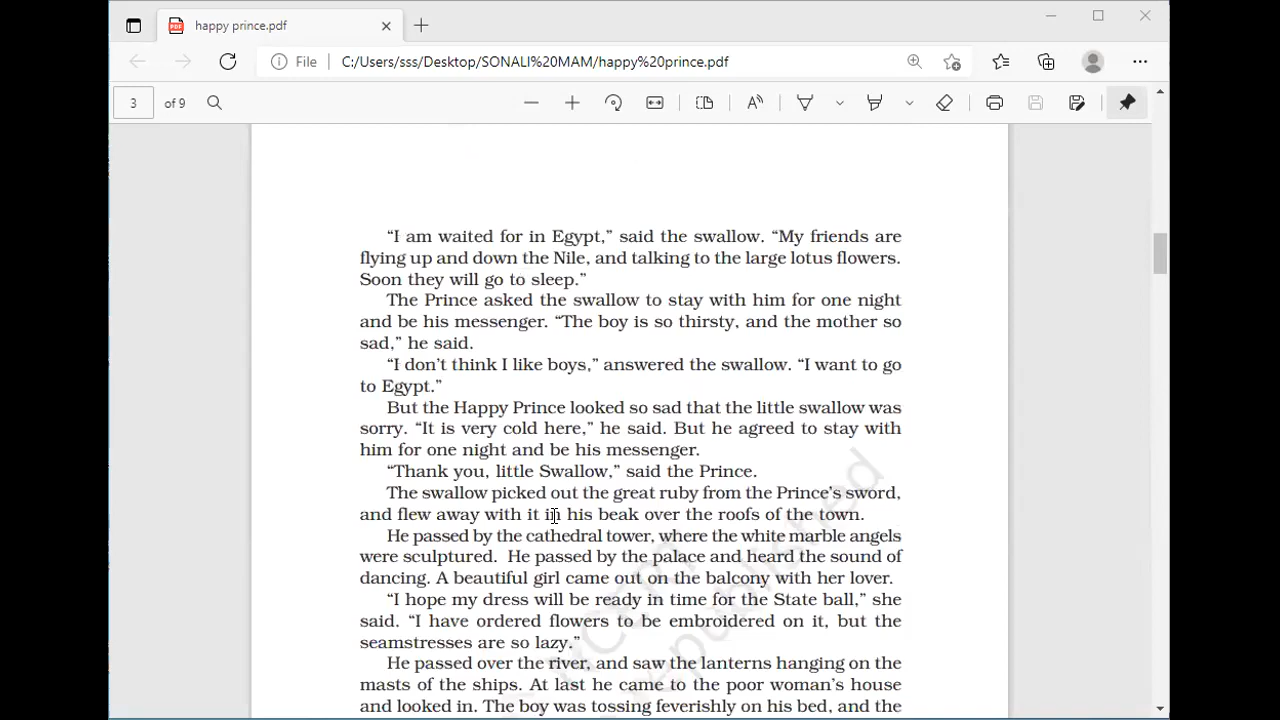 happy prince.pdf
File C:/Users/sss/Desktop/SONALI%20MAM/happy%20prince.pdf
3 of 9
“I am waited for in Egypt,” said the swallow. “My friends are
flying up and down the Nile, and talking to the large lotus flowers.
Soon they will go to sleep.”
The Prince asked the swallow to stay with him for one night
and be his messenger. “The boy is so thirsty, and the mother so
sad,” he said.
“I don’t think I like boys,” answered the swallow. “I want to go
to Egypt.”
But the Happy Prince looked so sad that the little swallow was
sorry. “It is very cold here,” he said. But he agreed to stay with
him for one night and be his messenger.
“Thank you, little Swallow,” said the Prince.
The swallow picked out the great ruby from the Prince’s sword,
and flew away with it in his beak over the roofs of the town.
He passed by the cathedral tower, where the white marble angels
were sculptured. He passed by the palace and heard the sound of
dancing. A beautiful girl came out on the balcony with her lover.
“I hope my dress will be ready in time for the State ball,” she
said. “I have ordered flowers to be embroidered on it, but the
seamstresses are so lazy.”
He passed over the river, and saw the lanterns hanging on the
masts of the ships. At last he came to the poor woman’s house
and looked in. The boy was tossing feverishly on his bed, and the